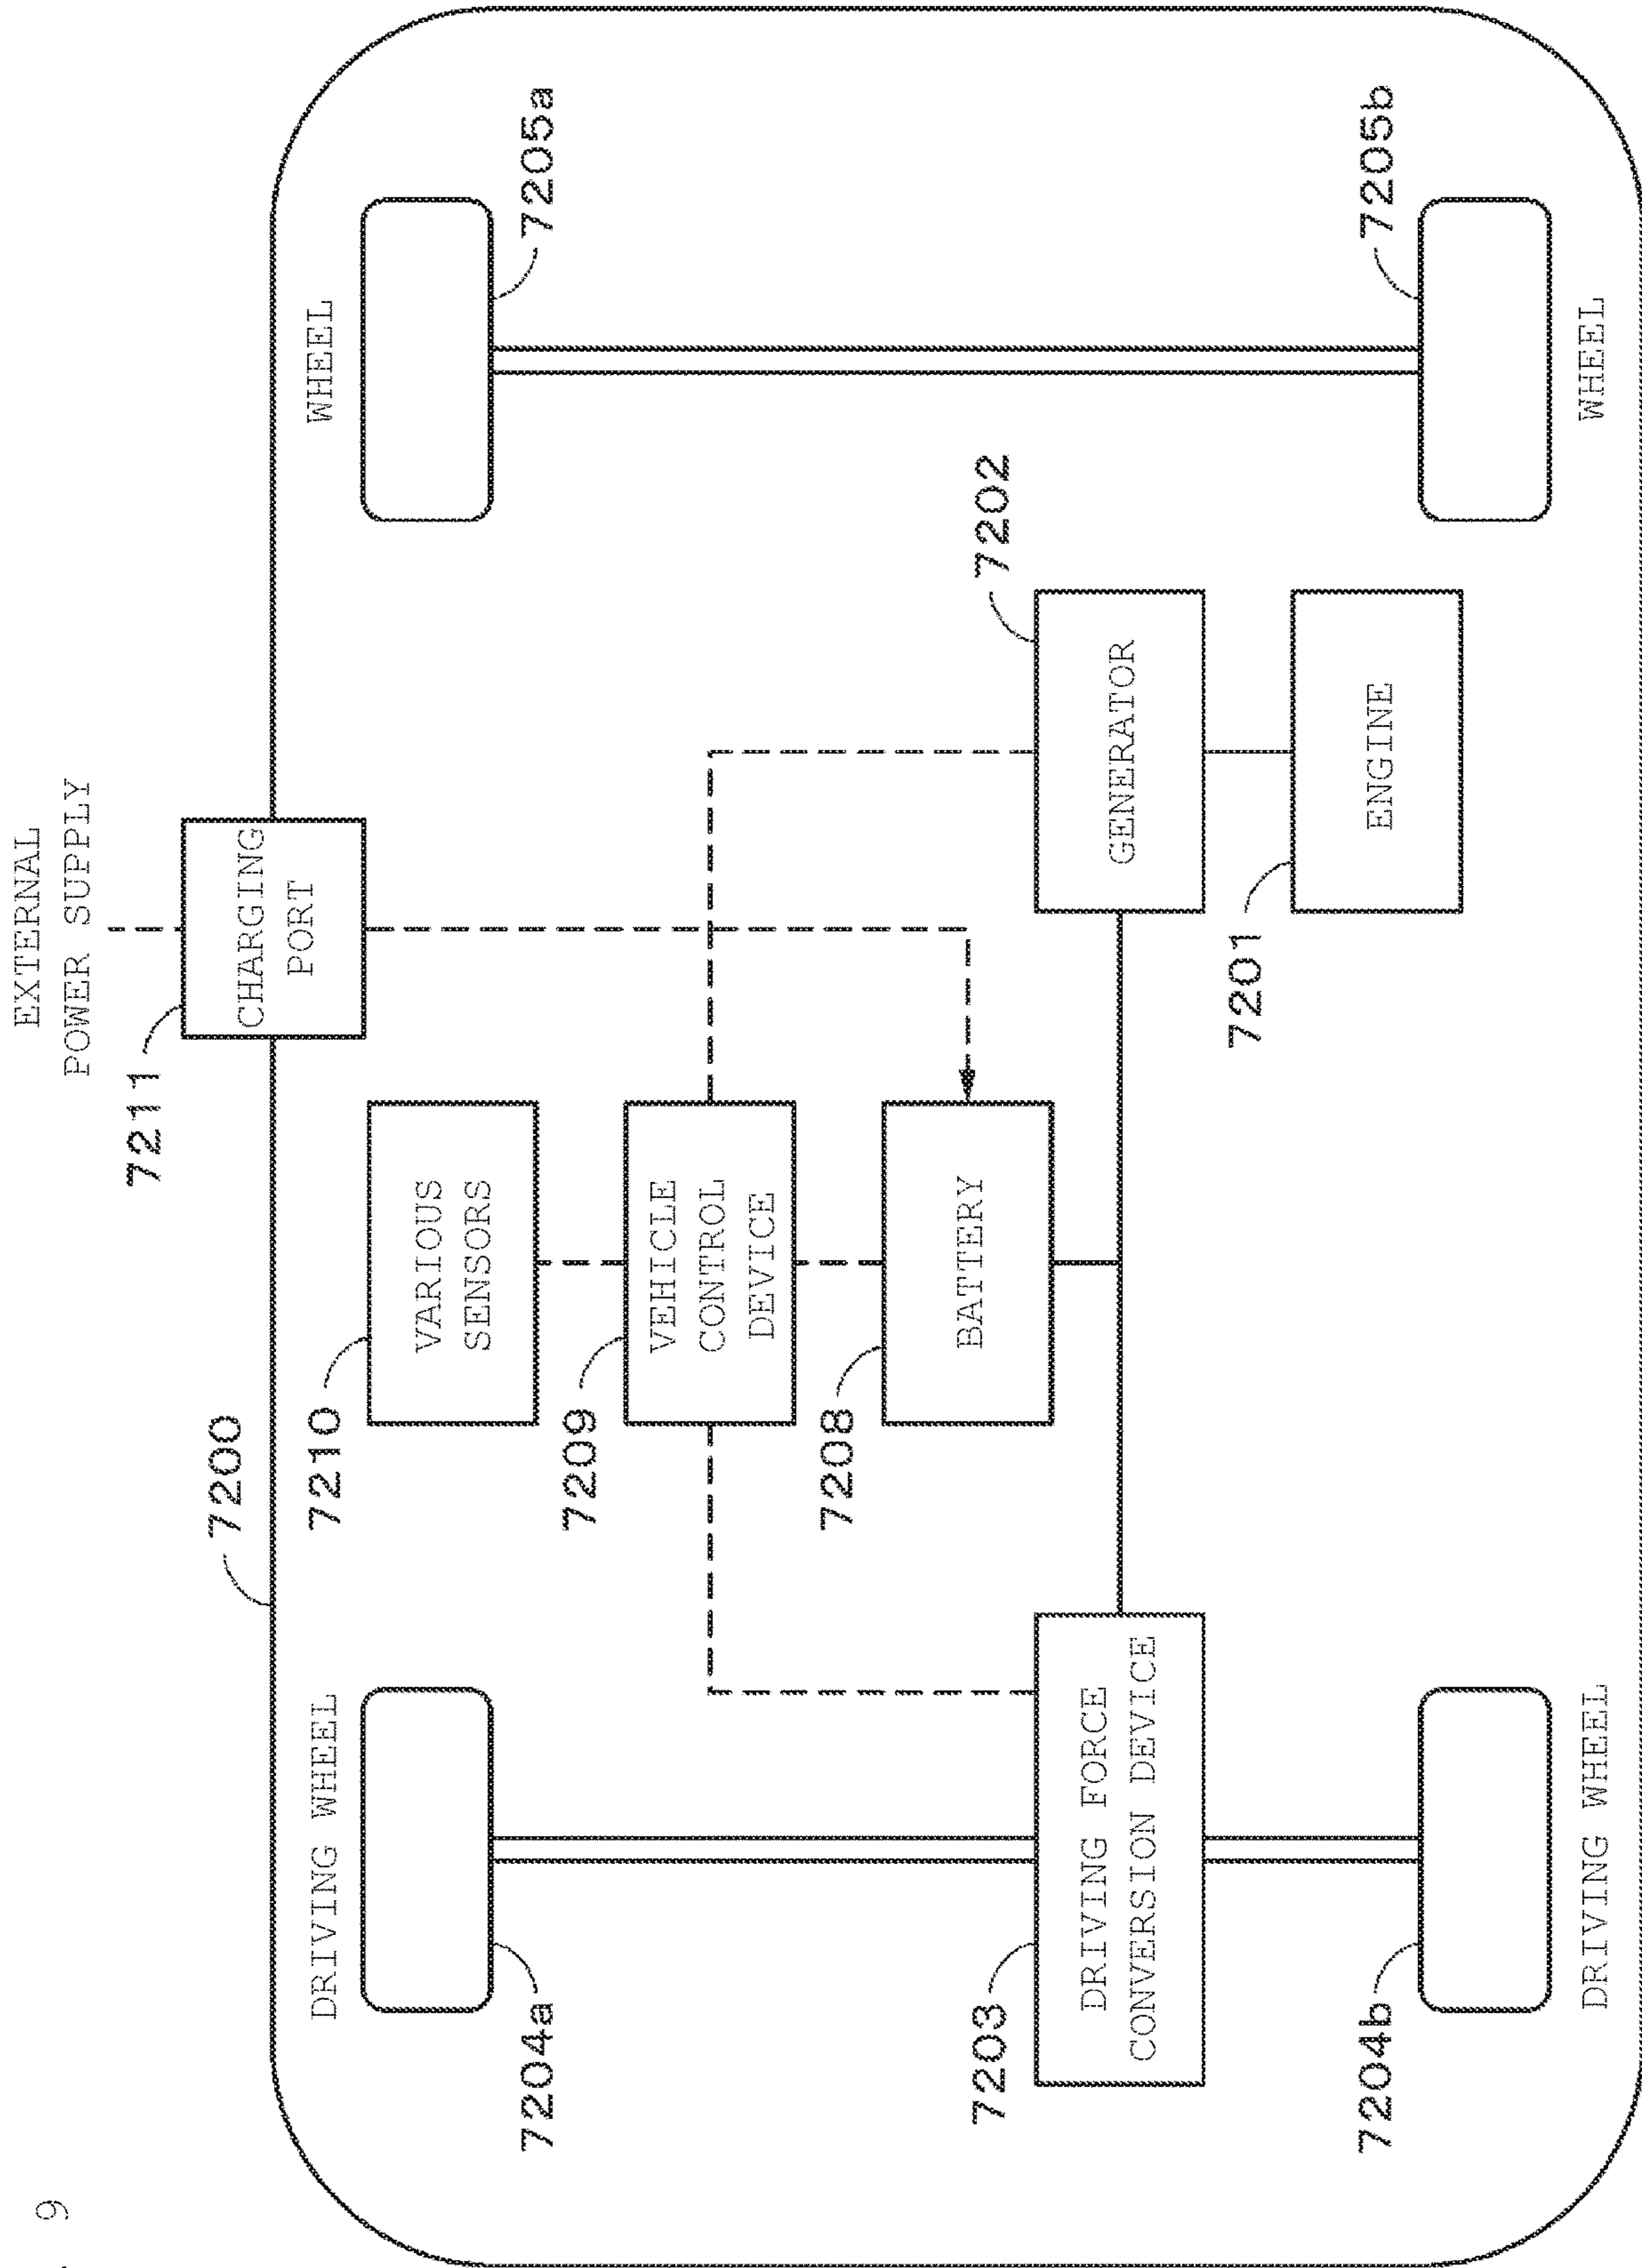 9
EXTERNAL
POWER SUPPLY
7211
CHARGING
PORT
7200
DRIVING WHEEL
7204a
7210
VARIOUS
SENSORS
WHEEL
7205a
7209
VEHICLE
CONTROL
DEVICE
7208
BATTERY
7202
GENERATOR
7203
DRIVING FORCE
CONVERSION DEVICE
7201
ENGINE
7204b
DRIVING WHEEL
7205b
WHEEL